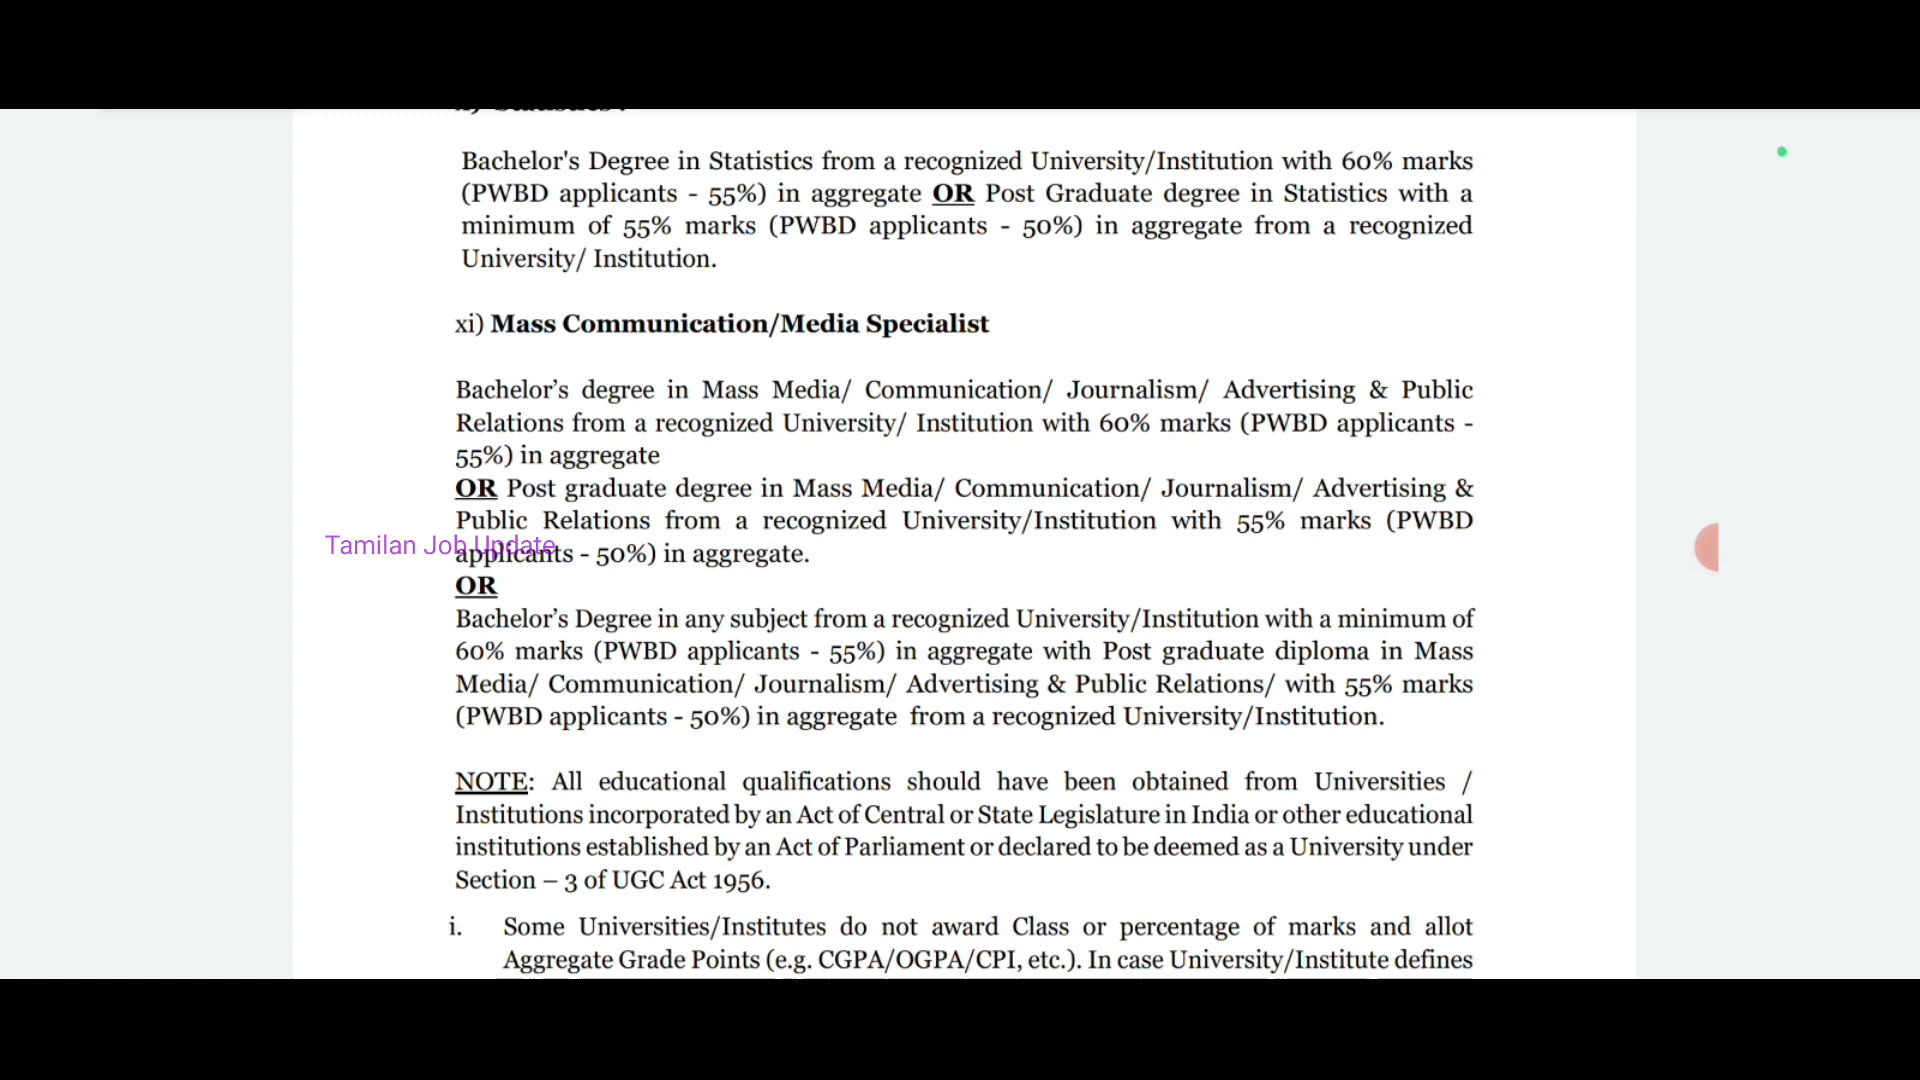 Bachelor's Degree in Statistics from a recognized University/Institution with 60% marks
(PWBD applicants - 55%) in aggregate OR Post Graduate degree in Statistics with a
minimum of 55% marks (PWBD applicants - 50%) in aggregate from a recognized
University/ Institution.
xi) Mass Communication/Media Specialist
Bachelor’s degree in Mass Media/ Communication/ Journalism/ Advertising & Public
Relations from a recognized University/ Institution with 60% marks (PWBD applicants -
55%) in aggregate
OR Post graduate degree in Mass Media/ Communication/ Journalism/ Advertising &
Public Relations from a recognized University/Institution with 55% marks (PWBD
Tamilan Job Update
applicants - 50%) in aggregate.
OR
Bachelor’s Degree in any subject from a recognized University/Institution with a minimum of
60% marks (PWBD applicants - 55%) in aggregate with Post graduate diploma in Mass
Media/ Communication/ Journalism/ Advertising & Public Relations/ with 55% marks
(PWBD applicants - 50%) in aggregate from a recognized University/Institution.
NOTE: All educational qualifications should have been obtained from Universities /
Institutions incorporated by an Act of Central or State Legislature in India or other educational
institutions established by an Act of Parliament or declared to be deemed as a University under
Section – 3 of UGC Act 1956.
i. Some Universities/Institutes do not award Class or percentage of marks and allot
Aggregate Grade Points (e.g. CGPA/OGPA/CPI, etc.). In case University/Institute defines